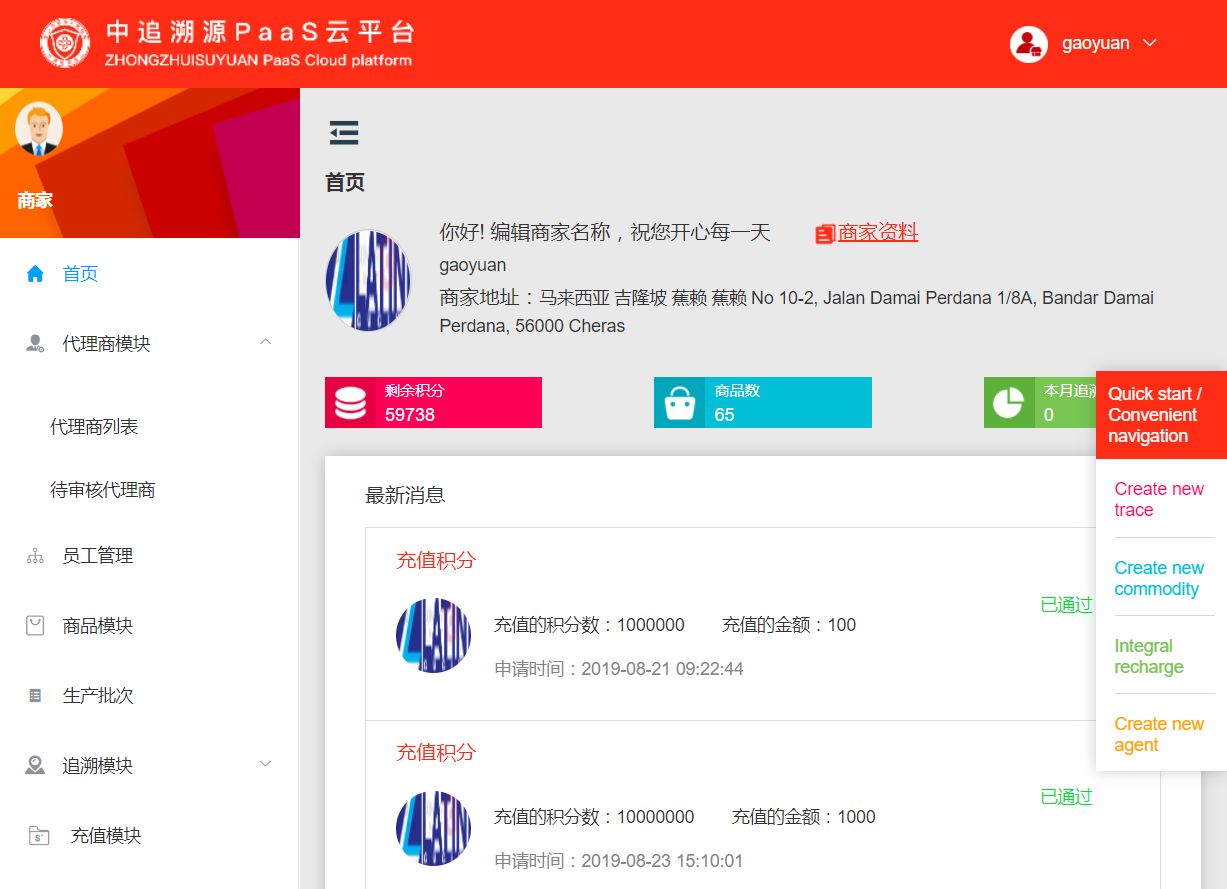 中追溯源PaaS云平台
ZHONGZHUISUYUAN PaaS Cloud platform
gaoyuan
商家
首页
代理商模块
代理商列表
待审核代理商
员工管理
商品模块
生产批次
追溯模块
充值模块
首页
你好! 编辑商家名称，祝您开心每一天
商家资料
gaoyuan
商家地址：马来西亚 吉隆坡 蕉赖 蕉赖 No 10-2, Jalan Damai Perdana 1/8A, Bandar Damai
Perdana, 56000 Cheras
剩余积分
59738
商品数
65
本月追溯
0
最新消息
充值积分
已通过
LATIN
充值的积分数：1000000 充值的金额：100
申请时间：2019-08-21 09:22:44
充值积分
已通过
LATIN
充值的积分数：10000000 充值的金额：1000
申请时间：2019-08-23 15:10:01
Quick start /
Convenient
navigation
Create new
trace
Create new
commodity
Integral
recharge
Create new
agent